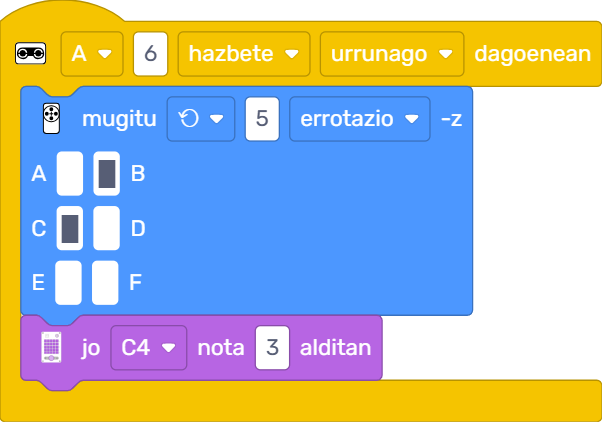 A 6 hazbete urrunago dagoenean
mugitu 5 errotazio -z
A B
C D
E F
jo C4 nota 3 alditan